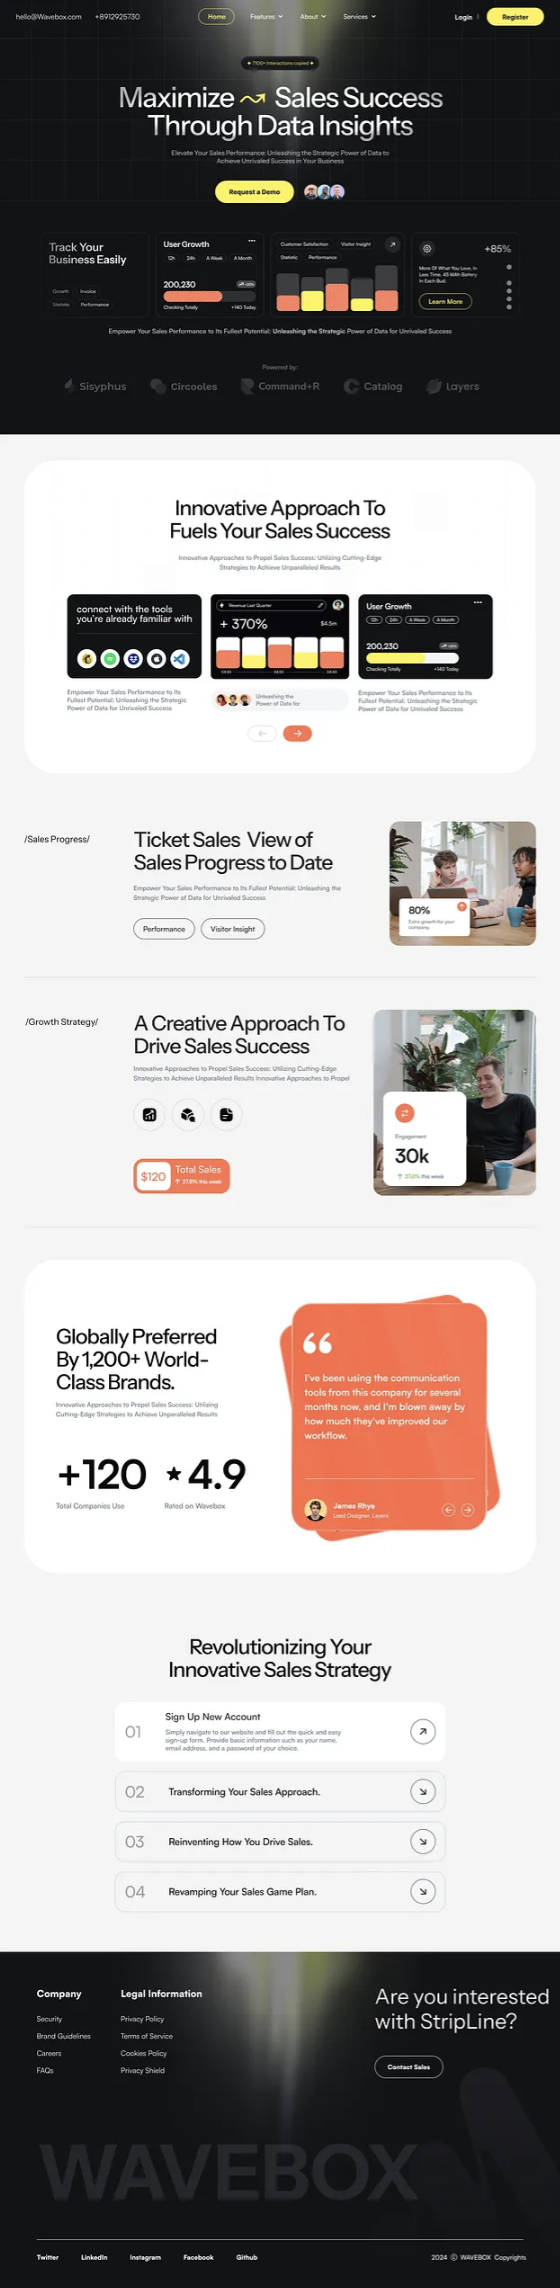 hello@Wavebox.com +8912925730 Home Features About Services Login Register
7100+ Interactions copied
Maximize Sales Success
Through Data Insights
Elevate Your Sales Performance: Unleashing the Strategic Power of Data to
Achieve Unrivaled Success in Your Business
Request a Demo
Track Your
Business Easily
Growth Invoice
Statistic Performance
User Growth
12h 24h A Week A Month
200,230
Checking Totally +140 Today
Customer Satisfaction Visitor Insight
Statistic Performance
+85%
More Of What You Love, In
Less Time. 45 MAh Battery
In Each Bud.
Learn More
Empower Your Sales Performance to Its Fullest Potential: Unleashing the Strategic Power of Data for Unrivaled Success
Powered by:
Sisyphus Circooles Command+R Catalog Layers
Innovative Approach To
Fuels Your Sales Success
Innovative Approaches to Propel Sales Success: Utilizing Cutting-Edge
Strategies to Achieve Unparalleled Results
connect with the tools
you're already familiar with
Empower Your Sales Performance to Its
Fullest Potential: Unleashing the Strategic
Power of Data for Unrivaled Success
Revenue Last Quarter
+ 370% $4.5m
Unleashing the
Power of Data for
User Growth
12h 24h A Week A Month
200,230
Checking Totally +140 Today
Empower Your Sales Performance to Its
Fullest Potential: Unleashing the Strategic
Power of Data for Unrivaled Success
/Sales Progress/
Ticket Sales View of
Sales Progress to Date
Empower Your Sales Performance to Its Fullest Potential: Unleashing the
Strategic Power of Data for Unrivaled Success
Performance Visitor Insight
80%
Extra growth for your
company.
/Growth Strategy/
A Creative Approach To
Drive Sales Success
Innovative Approaches to Propel Sales Success: Utilizing Cutting-Edge
Strategies to Achieve Unparalleled Results Innovative Approaches to Propel
$120 Total Sales
37.8% this week
Engagement
30k
37.8% this week
Globally Preferred
By 1,200+ World-
Class Brands.
Innovative Approaches to Propel Sales Success: Utilizing
Cutting-Edge Strategies to Achieve Unparalleled Results
+120 4.9
Total Companies Use Rated on Wavebox
I've been using the communication
tools from this company for several
months now, and I'm blown away by
how much they've improved our
workflow.
James Rhye
Lead Designer, Layers
Revolutionizing Your
Innovative Sales Strategy
01 Sign Up New Account
Simply navigate to our website and fill out the quick and easy
sign-up form. Provide basic information such as your name,
email address, and a password of your choice.
02 Transforming Your Sales Approach.
03 Reinventing How You Drive Sales.
04 Revamping Your Sales Game Plan.
Company
Security
Brand Guidelines
Careers
FAQs
Legal Information
Privacy Policy
Terms of Service
Cookies Policy
Privacy Shield
Are you interested
with StripLine?
Contact Sales
WAVEBOX
Twitter LinkedIn Instagram Facebook Github 2024 © WAVEBOX Copyrights